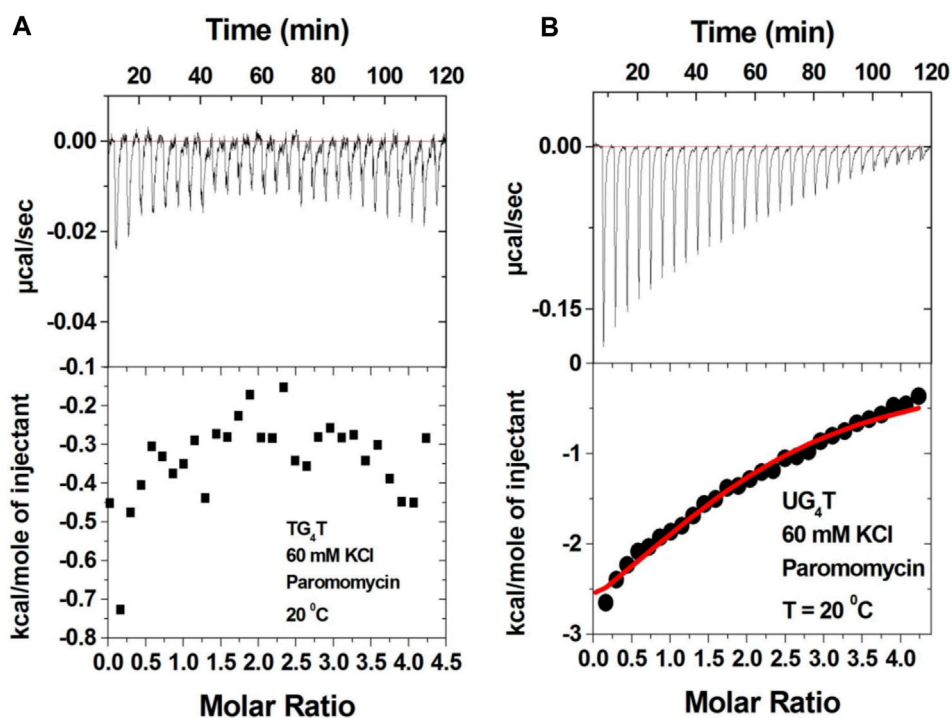 A
Time (min)
20 40 60 80 100 120
0.00
-0.02
-0.04
-0.1
µcal/sec
-0.2
-0.3
-0.4
-0.5
-0.6
-0.7
-0.8
kcal/mole of injectant
TG₄T
60 mM KCl
Paromomycin
20 ⁰C
0.0 0.5 1.0 1.5 2.0 2.5 3.0 3.5 4.0 4.5
Molar Ratio
B
Time (min)
20 40 60 80 100 120
0.00
-0.15
0
µcal/sec
-1
-2
-3
kcal/mole of injectant
UG₄T
60 mM KCl
Paromomycin
T = 20 ⁰C
0.0 0.5 1.0 1.5 2.0 2.5 3.0 3.5 4.0
Molar Ratio